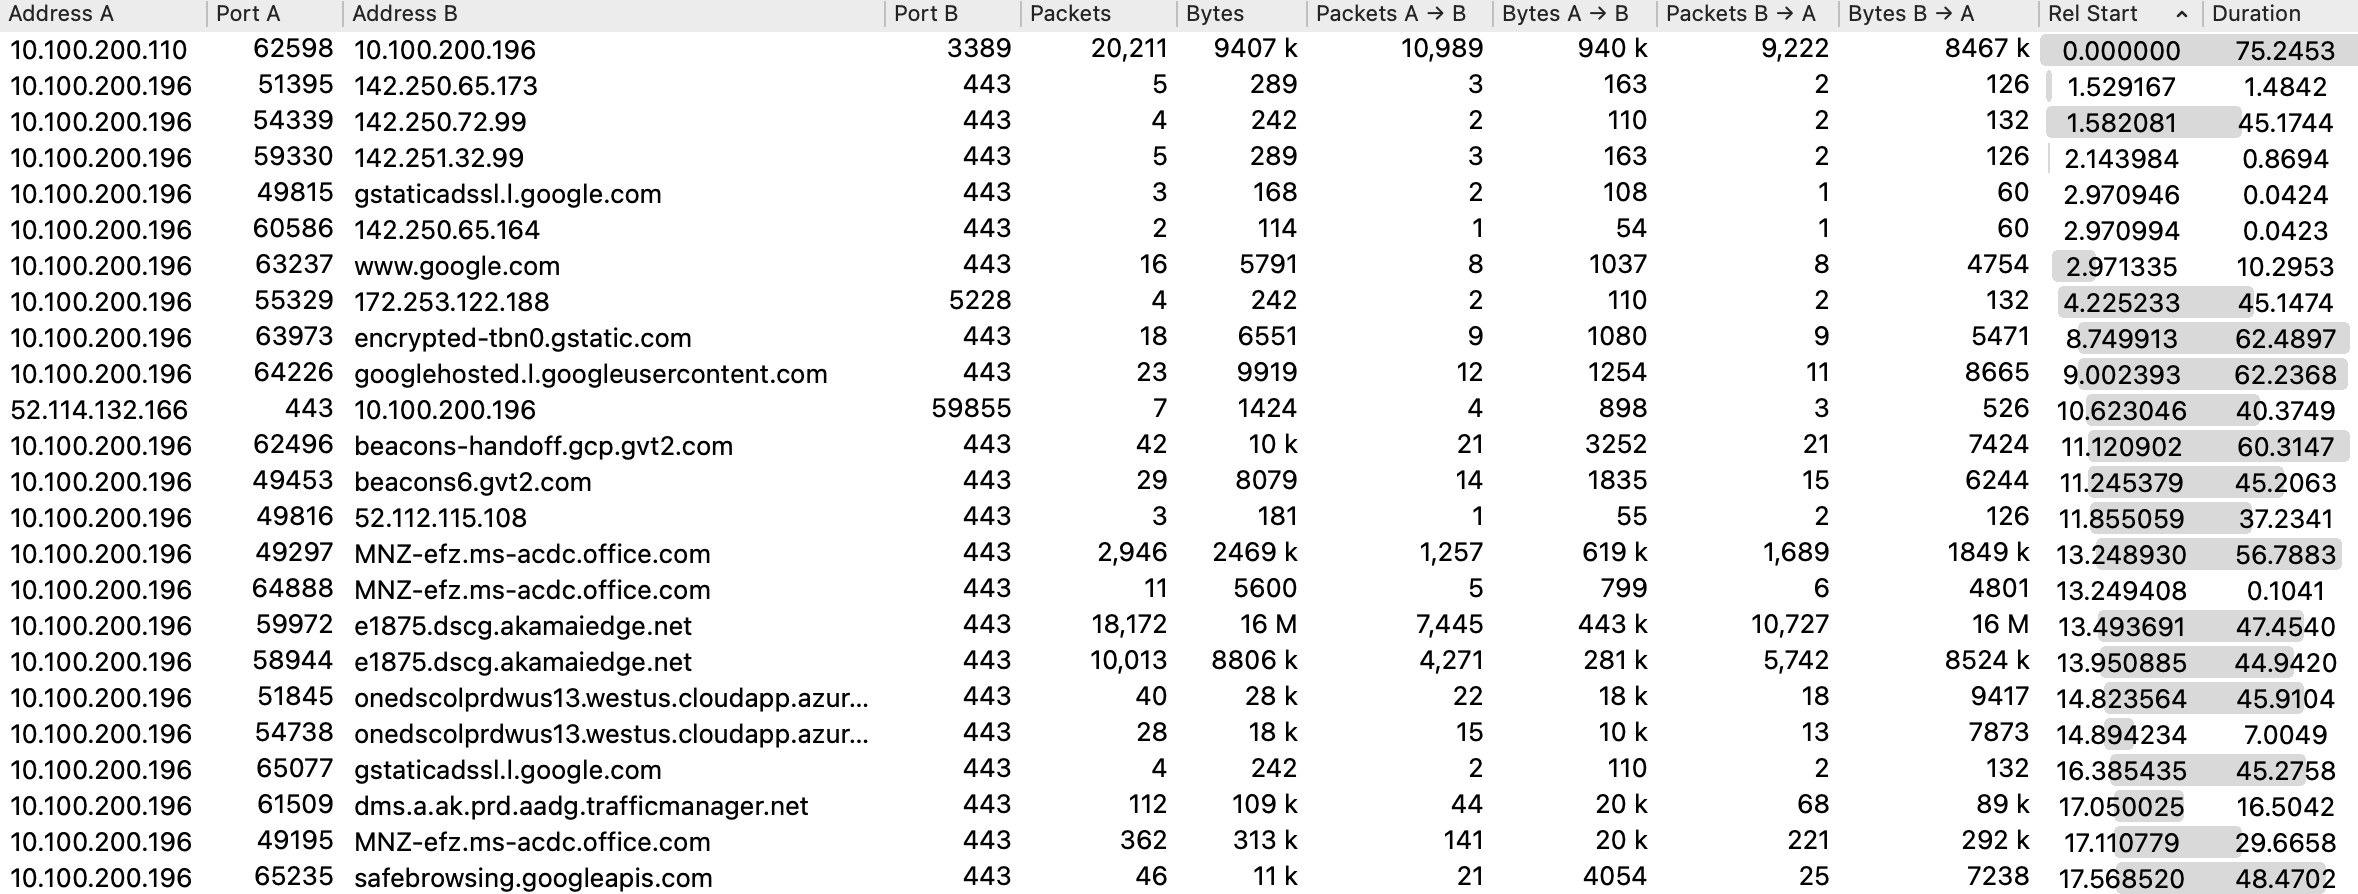 Address A Port A Address B Port B Packets Bytes Packets A → B Bytes A → B Packets B → A Bytes B → A Rel Start Duration
10.100.200.110 62598 10.100.200.196 3389 20,211 9407 k 10,989 940 k 9,222 8467 k 0.000000 75.2453
10.100.200.196 51395 142.250.65.173 443 5 289 3 163 2 126 1.529167 1.4842
10.100.200.196 54339 142.250.72.99 443 4 242 2 110 2 132 1.582081 45.1744
10.100.200.196 59330 142.251.32.99 443 5 289 3 163 2 126 2.143984 0.8694
10.100.200.196 49815 gstaticadssl.l.google.com 443 3 168 2 108 1 60 2.970946 0.0424
10.100.200.196 60586 142.250.65.164 443 2 114 1 54 1 60 2.970994 0.0423
10.100.200.196 63237 www.google.com 443 16 5791 8 1037 8 4754 2.971335 10.2953
10.100.200.196 55329 172.253.122.188 5228 4 242 2 110 2 132 4.225233 45.1474
10.100.200.196 63973 encrypted-tbn0.gstatic.com 443 18 6551 9 1080 9 5471 8.749913 62.4897
10.100.200.196 64226 googlehosted.l.googleusercontent.com 443 23 9919 12 1254 11 8665 9.002393 62.2368
52.114.132.166 443 10.100.200.196 59855 7 1424 4 898 3 526 10.623046 40.3749
10.100.200.196 62496 beacons-handoff.gcp.gvt2.com 443 42 10 k 21 3252 21 7424 11.120902 60.3147
10.100.200.196 49453 beacons6.gvt2.com 443 29 8079 14 1835 15 6244 11.245379 45.2063
10.100.200.196 49816 52.112.115.108 443 3 181 1 55 2 126 11.855059 37.2341
10.100.200.196 49297 MNZ-efz.ms-acdc.office.com 443 2,946 2469 k 1,257 619 k 1,689 1849 k 13.248930 56.7883
10.100.200.196 64888 MNZ-efz.ms-acdc.office.com 443 11 5600 5 799 6 4801 13.249408 0.1041
10.100.200.196 59972 e1875.dscg.akamaiedge.net 443 18,172 16 M 7,445 443 k 10,727 16 M 13.493691 47.4540
10.100.200.196 58944 e1875.dscg.akamaiedge.net 443 10,013 8806 k 4,271 281 k 5,742 8524 k 13.950885 44.9420
10.100.200.196 51845 onedscolprdwus13.westus.cloudapp.azur... 443 40 28 k 22 18 k 18 9417 14.823564 45.9104
10.100.200.196 54738 onedscolprdwus13.westus.cloudapp.azur... 443 28 18 k 15 10 k 13 7873 14.894234 7.0049
10.100.200.196 65077 gstaticadssl.l.google.com 443 4 242 2 110 2 132 16.385435 45.2758
10.100.200.196 61509 dms.a.ak.prd.aadg.trafficmanager.net 443 112 109 k 44 20 k 68 89 k 17.050025 16.5042
10.100.200.196 49195 MNZ-efz.ms-acdc.office.com 443 362 313 k 141 20 k 221 292 k 17.110779 29.6658
10.100.200.196 65235 safebrowsing.googleapis.com 443 46 11 k 21 4054 25 7238 17.568520 48.4702